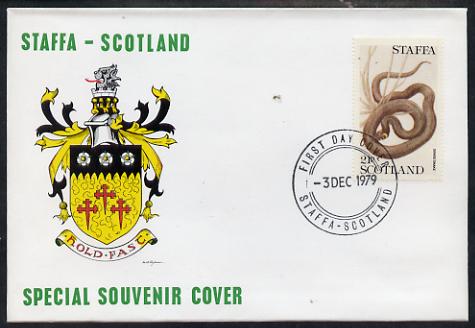 STAFFA - SCOTLAND
STAFFA
FIRST DAY COVER
-3 DEC 1979
STAFFA-SCOTLAND
SCOTLAND
HOLD·FAST
SPECIAL SOUVENIR COVER